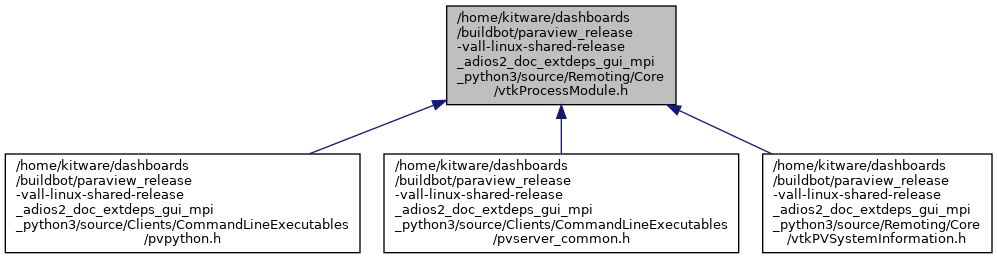 /home/kitware/dashboards
/buildbot/paraview_release
-vall-linux-shared-release
_adios2_doc_extdeps_gui_mpi
_python3/source/Remoting/Core
/vtkProcessModule.h
/home/kitware/dashboards
/buildbot/paraview_release
-vall-linux-shared-release
_adios2_doc_extdeps_gui_mpi
_python3/source/Clients/CommandLineExecutables
/pvpython.h
/home/kitware/dashboards
/buildbot/paraview_release
-vall-linux-shared-release
_adios2_doc_extdeps_gui_mpi
_python3/source/Clients/CommandLineExecutables
/pvserver_common.h
/home/kitware/dashboards
/buildbot/paraview_release
-vall-linux-shared-release
_adios2_doc_extdeps_gui_mpi
_python3/source/Remoting/Core
/vtkPVSystemInformation.h